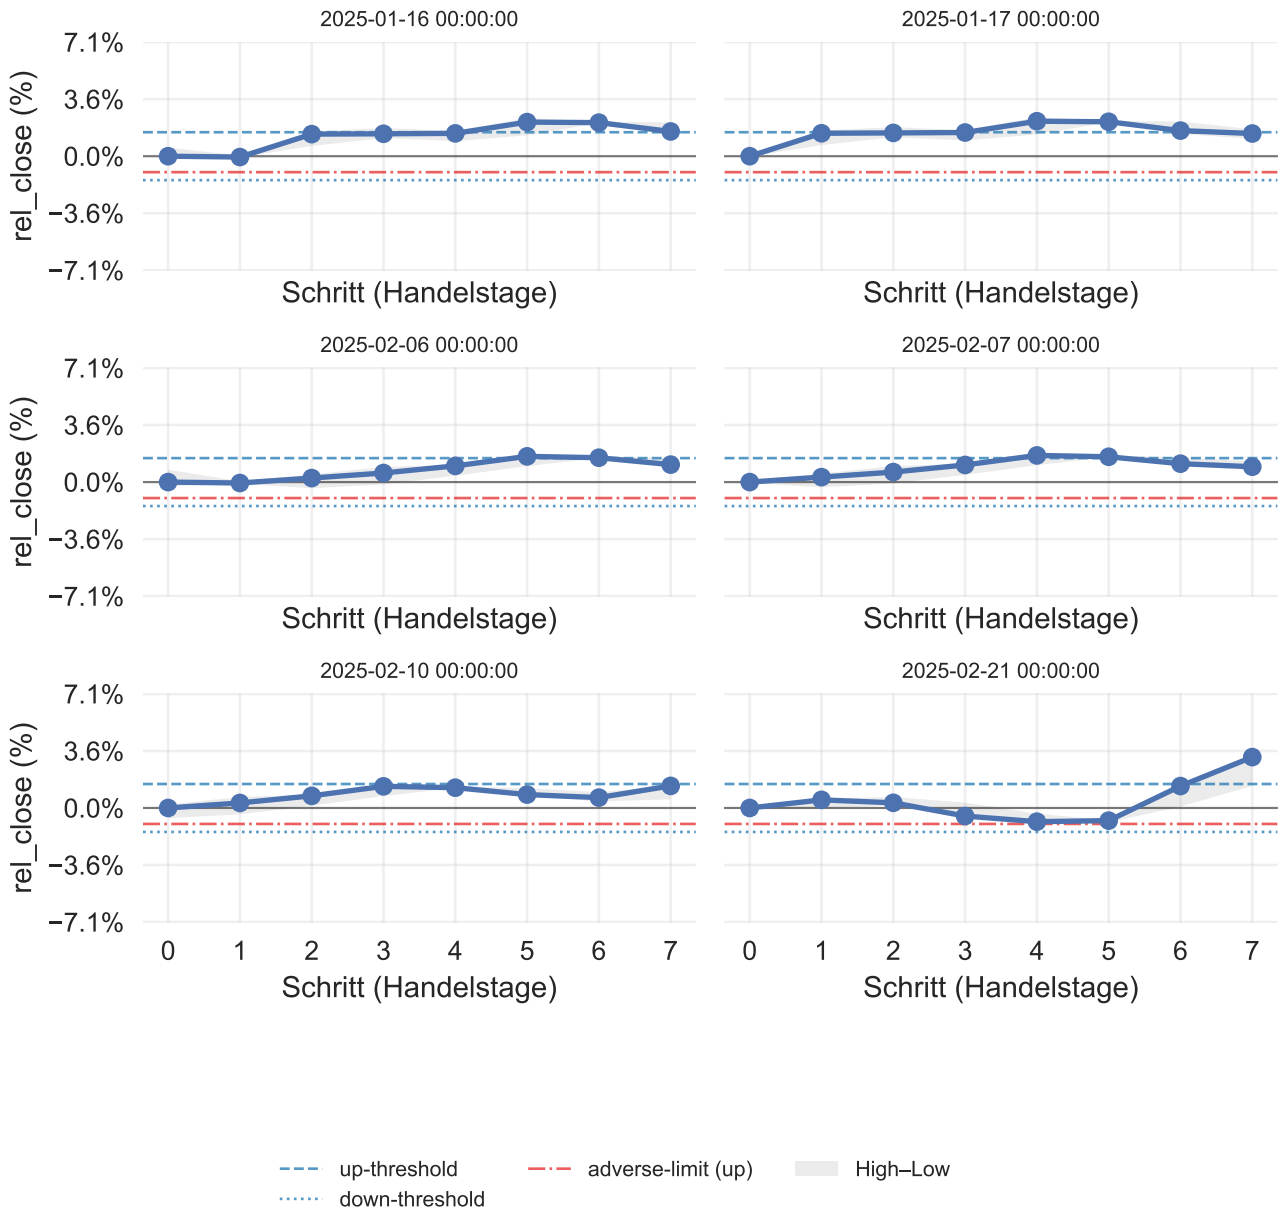 2025-01-16 00:00:00
2025-01-17 00:00:00
7.1%
3.6%
0.0%
−3.6%
−7.1%
rel_close (%)
Schritt (Handelstage)
Schritt (Handelstage)
2025-02-06 00:00:00
2025-02-07 00:00:00
7.1%
3.6%
0.0%
−3.6%
−7.1%
rel_close (%)
Schritt (Handelstage)
Schritt (Handelstage)
2025-02-10 00:00:00
2025-02-21 00:00:00
7.1%
3.6%
0.0%
−3.6%
−7.1%
rel_close (%)
0 1 2 3 4 5 6 7
0 1 2 3 4 5 6 7
Schritt (Handelstage)
Schritt (Handelstage)
up-threshold
down-threshold
adverse-limit (up)
High–Low